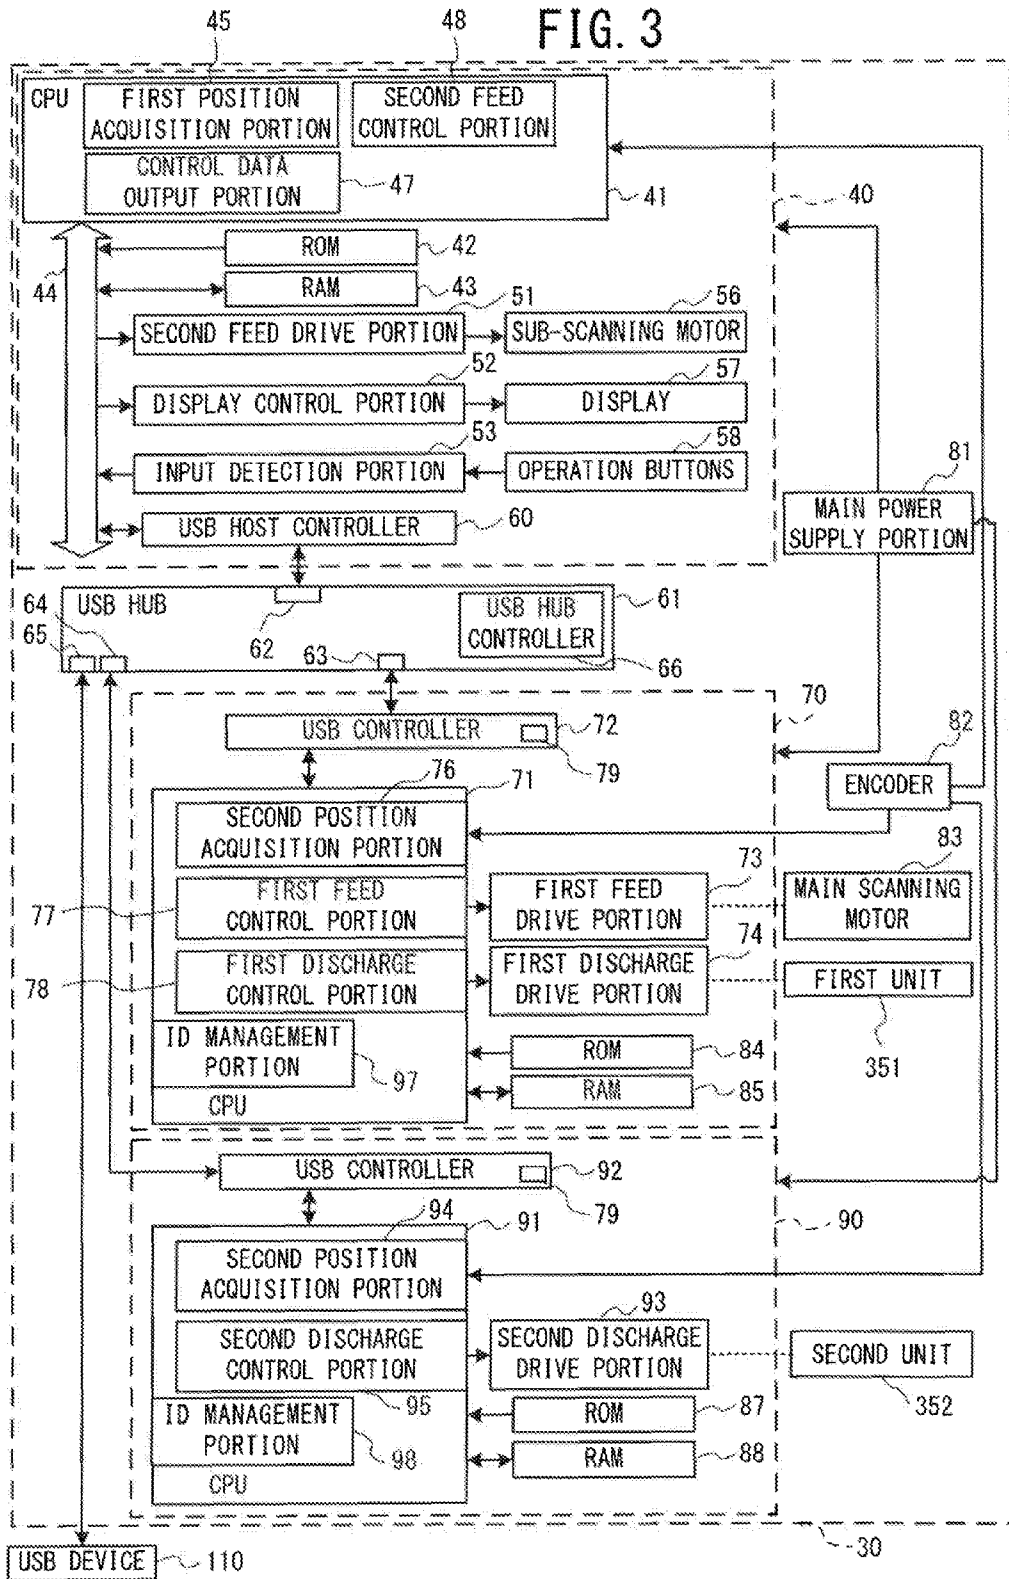 FIG. 3
45
48
CPU
FIRST POSITION
ACQUISITION PORTION
SECOND FEED
CONTROL PORTION
CONTROL DATA
OUTPUT PORTION
47
41
40
44
ROM
42
RAM
43
51
56
SECOND FEED DRIVE PORTION
SUB-SCANNING MOTOR
52
57
DISPLAY CONTROL PORTION
DISPLAY
53
58
INPUT DETECTION PORTION
OPERATION BUTTONS
81
MAIN POWER
SUPPLY PORTION
USB HOST CONTROLLER
60
64
65
USB HUB
62
63
USB HUB
CONTROLLER
61
66
70
USB CONTROLLER
72
79
82
ENCODER
76
71
SECOND POSITION
ACQUISITION PORTION
77
FIRST FEED
CONTROL PORTION
73
FIRST FEED
DRIVE PORTION
83
MAIN SCANNING
MOTOR
78
FIRST DISCHARGE
CONTROL PORTION
74
FIRST DISCHARGE
DRIVE PORTION
FIRST UNIT
351
ID MANAGEMENT
PORTION
97
CPU
ROM
84
RAM
85
USB CONTROLLER
92
79
90
94
91
SECOND POSITION
ACQUISITION PORTION
93
SECOND DISCHARGE
CONTROL PORTION
95
SECOND DISCHARGE
DRIVE PORTION
SECOND UNIT
352
ID MANAGEMENT
PORTION
98
CPU
ROM
87
RAM
88
30
USB DEVICE
110